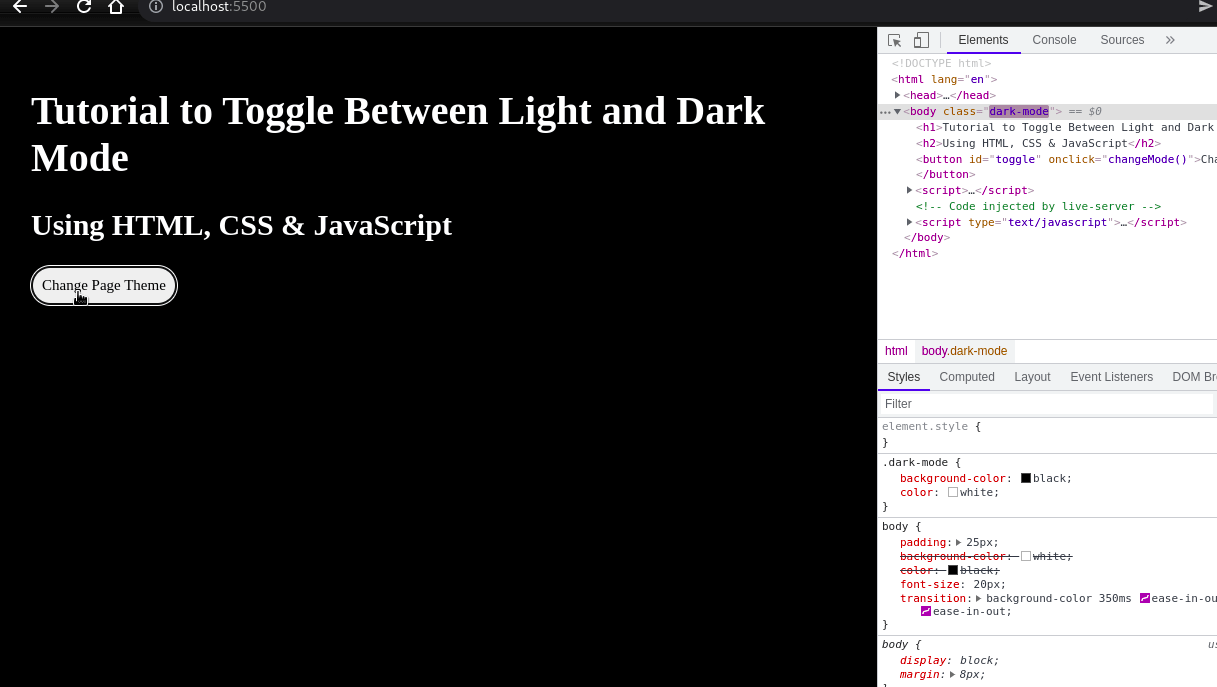 localhost:5500
Tutorial to Toggle Between Light and Dark
Mode
Using HTML, CSS & JavaScript
Change Page Theme
Elements Console Sources »
<!DOCTYPE html>
<html lang="en">
<head>…</head>
<body class="dark-mode"> == $0
<h1>Tutorial to Toggle Between Light and Dark
<h2>Using HTML, CSS & JavaScript</h2>
<button id="toggle" onclick="changeMode()">Cha
</button>
<script>…</script>
<!-- Code injected by live-server -->
<script type="text/javascript">…</script>
</body>
</html>
html body.dark-mode
Styles Computed Layout Event Listeners DOM Br
Filter
element.style {
}
.dark-mode {
background-color: black;
color: white;
}
body {
padding: 25px;
background-color: white;
color: black;
font-size: 20px;
transition: background-color 350ms ease-in-ou
ease-in-out;
}
body { us
display: block;
margin: 8px;